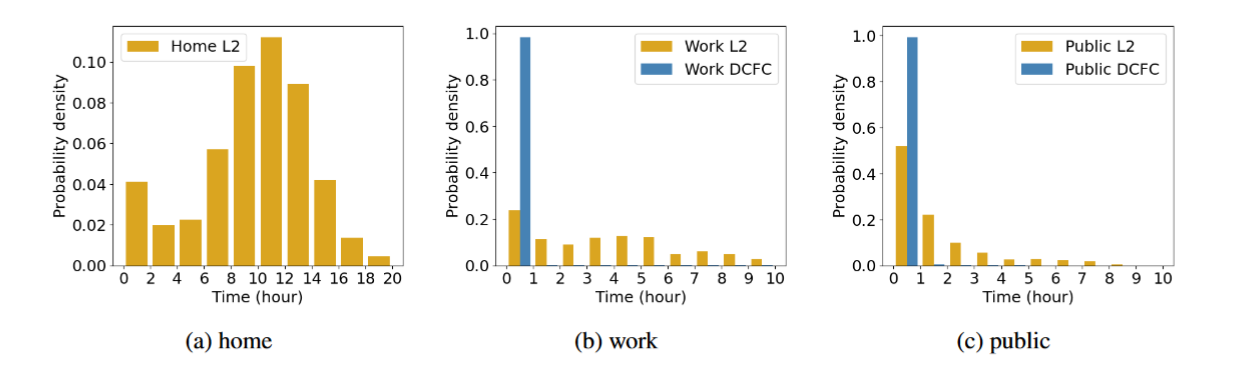 Home L2
Probability density
0.10
0.08
0.06
0.04
0.02
0.00
0 2 4 6 8 10 12 14 16 18 20
Time (hour)
(a) home
Work L2
Work DCFC
Probability density
1.0
0.8
0.6
0.4
0.2
0.0
0 1 2 3 4 5 6 7 8 9 10
Time (hour)
(b) work
Public L2
Public DCFC
Probability density
1.0
0.8
0.6
0.4
0.2
0.0
0 1 2 3 4 5 6 7 8 9 10
Time (hour)
(c) public